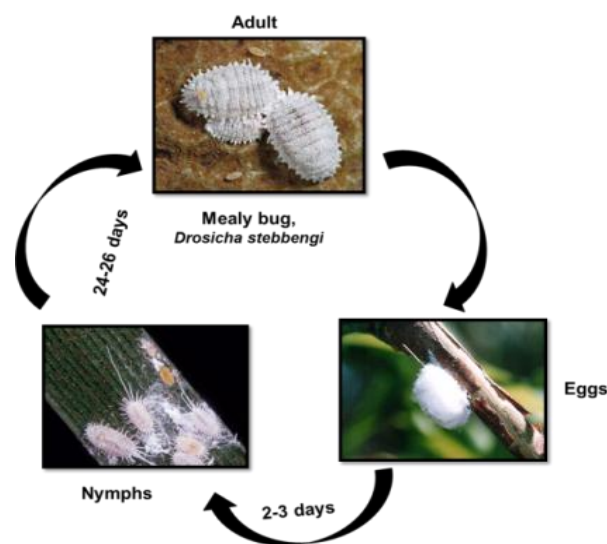 Adult
Mealy bug,
Drosicha stebbengi
24-26 days
Eggs
Nymphs
2-3 days